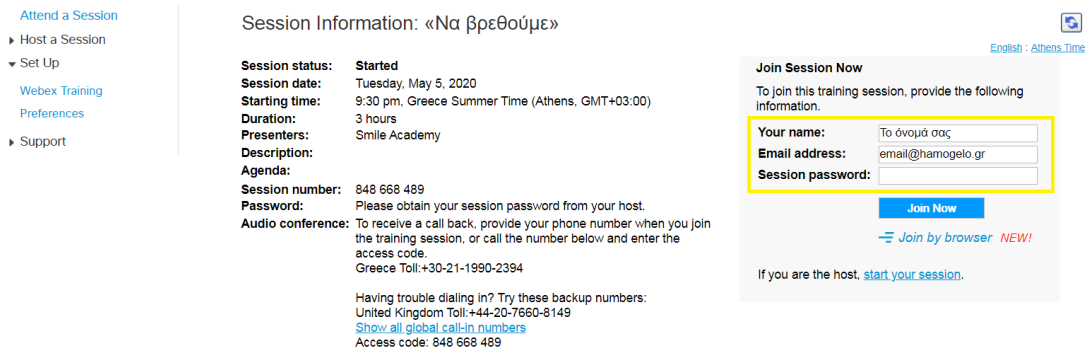 Attend a Session
Host a Session
Set Up
Webex Training
Preferences
Support
Session Information: «Να βρεθούμε»
English : Athens Time
Session status: Started
Session date: Tuesday, May 5, 2020
Starting time: 9:30 pm, Greece Summer Time (Athens, GMT+03:00)
Duration: 3 hours
Presenters: Smile Academy
Description:
Agenda:
Session number: 848 668 489
Password: Please obtain your session password from your host.
Audio conference: To receive a call back, provide your phone number when you join
the training session, or call the number below and enter the
access code.
Greece Toll:+30-21-1990-2394
Having trouble dialing in? Try these backup numbers:
United Kingdom Toll:+44-20-7660-8149
Show all global call-in numbers
Access code: 848 668 489
Join Session Now
To join this training session, provide the following
information.
Your name: Το όνομά σας
Email address: email@hamogelo.gr
Session password:
Join Now
Join by browser NEW!
If you are the host, start your session.